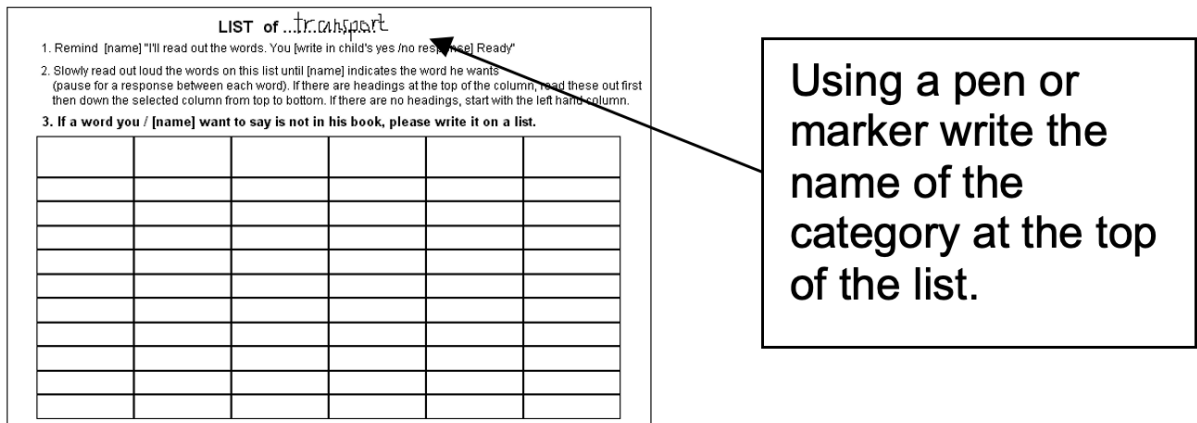 LIST of ...transport
1. Remind [name] "I'll read out the words. You [write in child's yes /no response] Ready"
2. Slowly read out loud the words on this list until [name] indicates the word he wants
(pause for a response between each word). If there are headings at the top of the column, read these out first
then down the selected column from top to bottom. If there are no headings, start with the left hand column.
3. If a word you / [name] want to say is not in his book, please write it on a list.
Using a pen or
marker write the
name of the
category at the top
of the list.